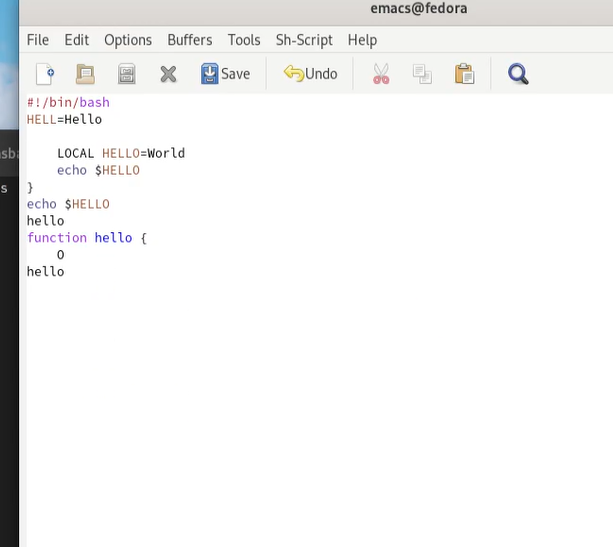 emacs@fedora
File Edit Options Buffers Tools Sh-Script Help
Save Undo
#!/bin/bash
HELL=Hello
LOCAL HELLO=World
echo $HELLO
}
echo $HELLO
hello
function hello {
O
hello
s